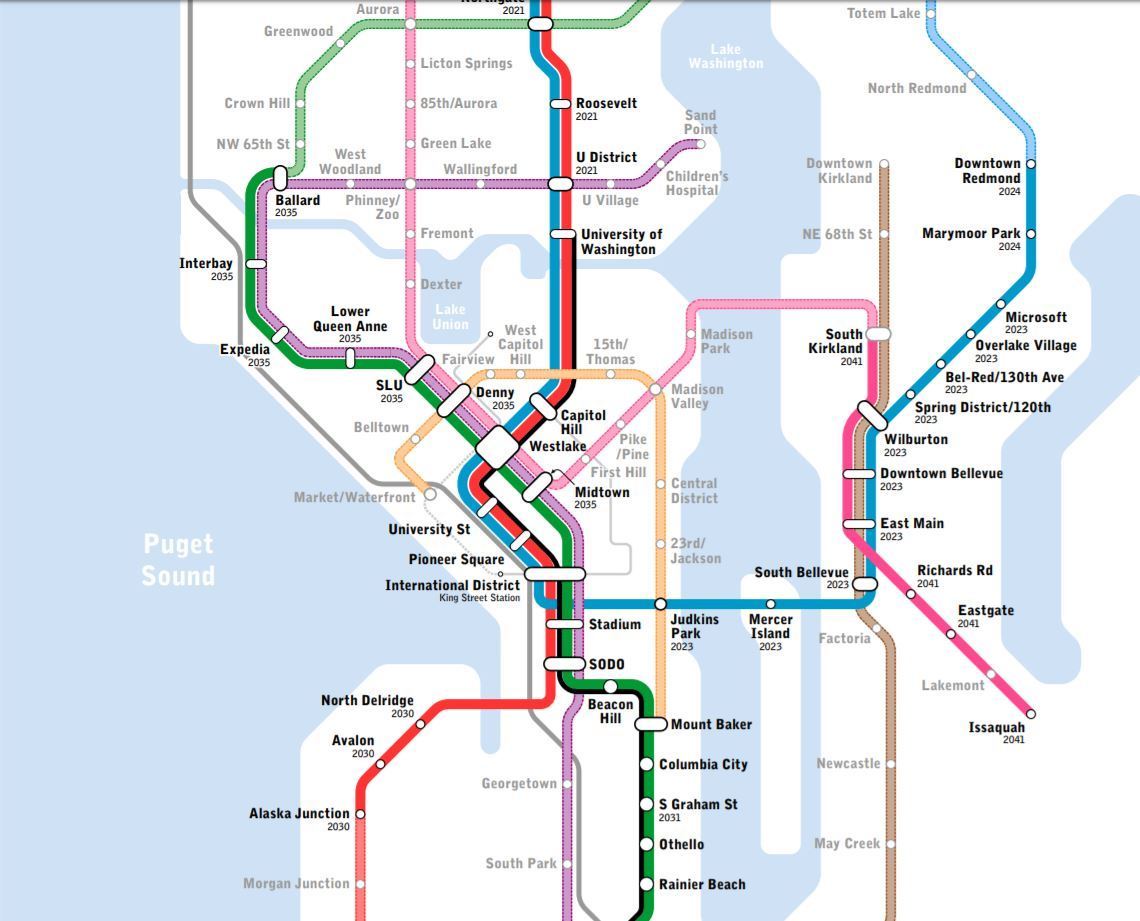 Northgate
2021
Aurora
Greenwood
Totem Lake
Lake
Washington
Licton Springs
North Redmond
Crown Hill
85th/Aurora
Roosevelt
2021
Sand
Point
NW 65th St
Green Lake
West
Woodland
Wallingford
U District
2021
Children's
Hospital
U Village
Downtown
Kirkland
Downtown
Redmond
2024
Ballard
2035
Phinney/
Zoo
Fremont
University of
Washington
NE 68th St
Marymoor Park
2024
Interbay
2035
Dexter
Lake
Union
Lower
Queen Anne
2035
Expedia
2035
West
Capitol
Hill
Fairview
15th/
Thomas
Madison
Park
South
Kirkland
2041
Microsoft
2023
Overlake Village
2023
Bel-Red/130th Ave
2023
Spring District/120th
2023
SLU
2035
Denny
2035
Madison
Valley
Belltown
Capitol
Hill
Westlake
Pike
/Pine
First Hill
Wilburton
2023
Market/Waterfront
Midtown
2035
Central
District
Downtown Bellevue
2023
University St
East Main
2023
Puget
Sound
Pioneer Square
23rd/
Jackson
International District
King Street Station
South Bellevue
2023
Richards Rd
2041
Stadium
Judkins
Park
2023
Mercer
Island
2023
Eastgate
2041
Factoria
SODO
Lakemont
North Delridge
2030
Beacon
Hill
Mount Baker
Issaquah
2041
Avalon
2030
Columbia City
Newcastle
Georgetown
S Graham St
2031
Alaska Junction
2030
Othello
May Creek
South Park
Morgan Junction
Rainier Beach